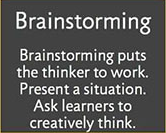 Brainstorming
Brainstorming puts
the thinker to work.
Present a situation.
Ask learners to
creatively think.